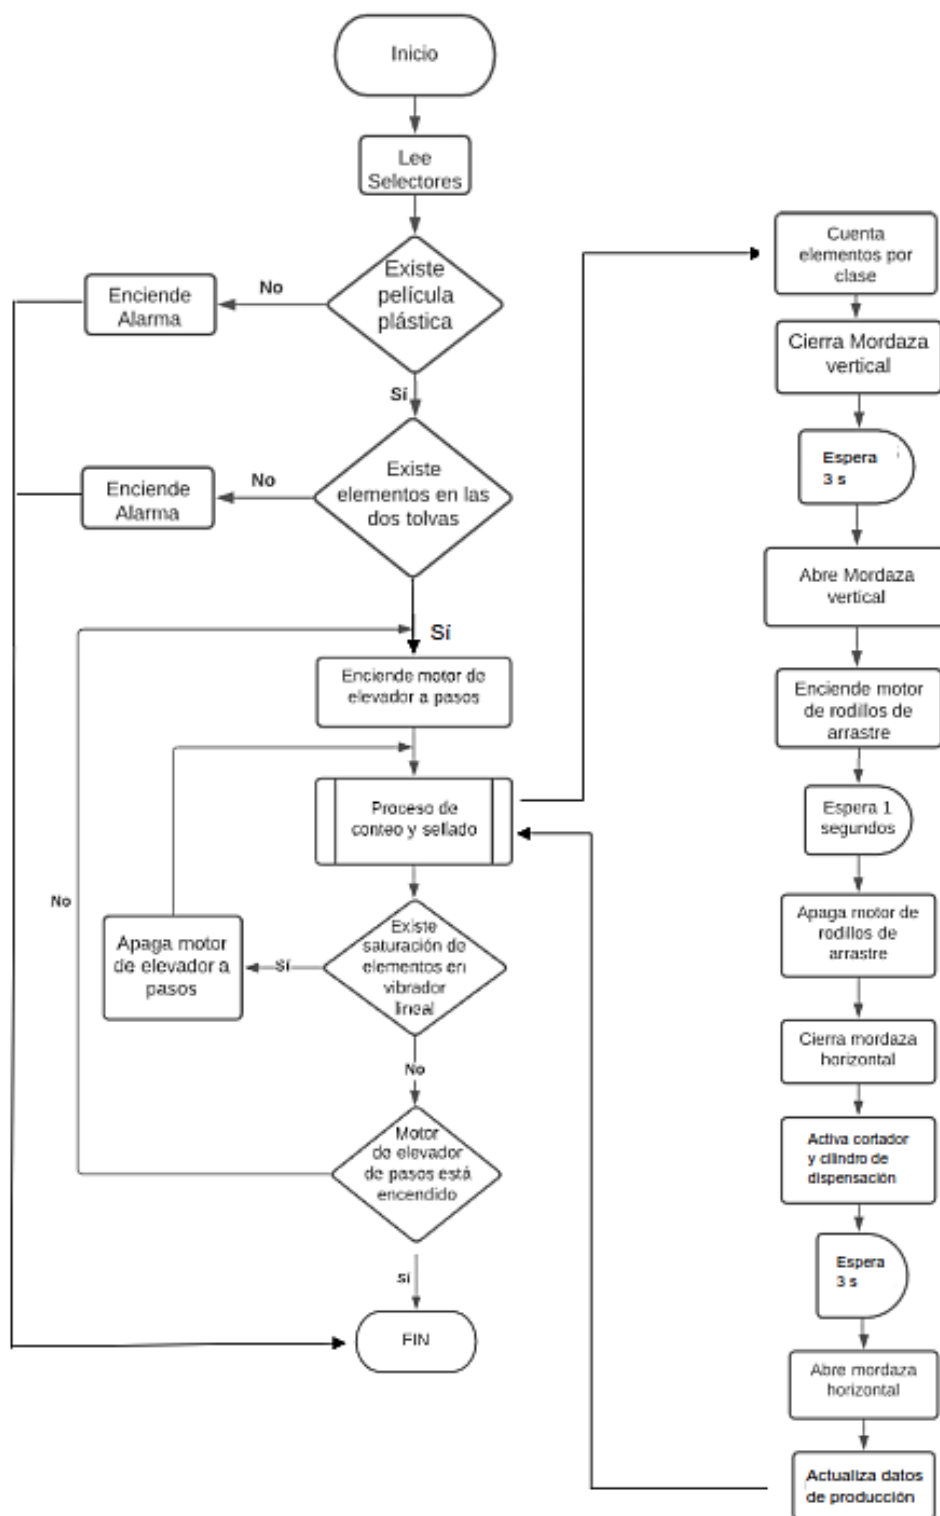 Inicio
Lee
Selectores
Existe
película
plástica
No
Enciende
Alarma
Sí
Existe
elementos en las
dos tolvas
No
Enciende
Alarma
Sí
Enciende motor de
elevador a pasos
Proceso de
conteo y sellado
Existe
saturación de
elementos en
vibrador
lineal
Sí
Apaga motor
de elevador a
pasos
No
No
Motor
de elevador
de pasos está
encendido
Sí
FIN
Cuenta
elementos por
clase
Cierra Mordaza
vertical
Espera
3 s
Abre Mordaza
vertical
Enciende motor
de rodillos de
arrastre
Espera 1
segundos
Apaga motor de
rodillos de
arrastre
Cierra mordaza
horizontal
Activa cortador
y cilindro de
dispensación
Espera
3 s
Abre mordaza
horizontal
Actualiza datos
de producción